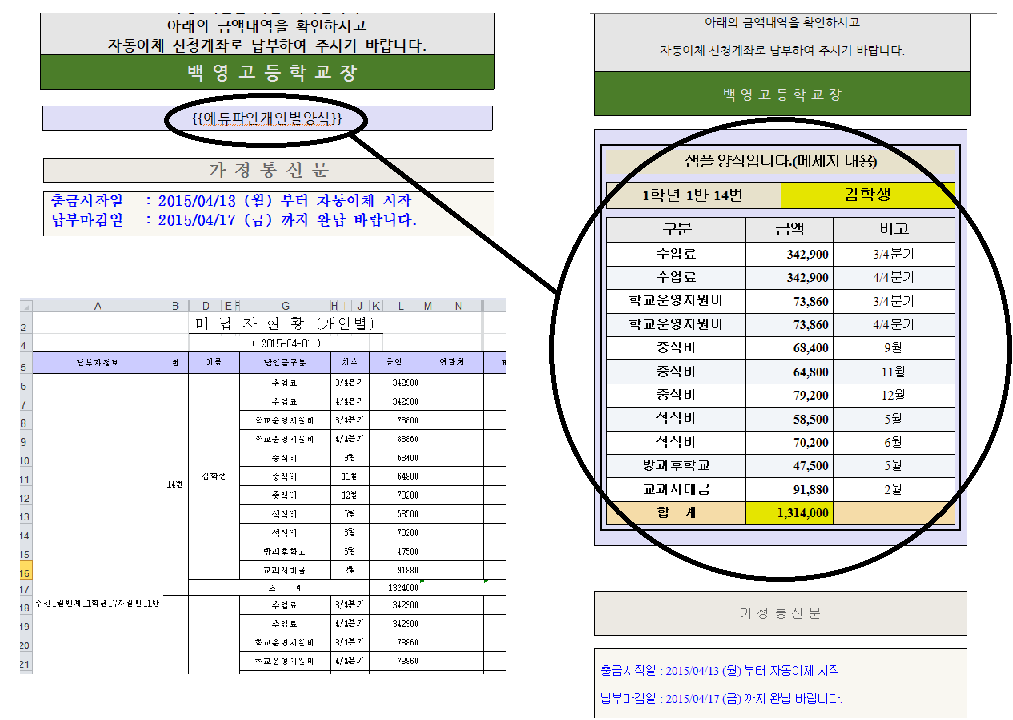 아래의 금액내역을 확인하시고
자동이체 신청계좌로 납부하여 주시기 바랍니다.
백 영 고 등 학 교 장
{{에듀파인개인별양식}}
가 정 통 신 문
출금시작일 : 2015/04/13 (월) 부터 자동이체 시작
납부마감일 : 2015/04/17 (금) 까지 완납 바랍니다.
A B D E F G H I J K L M N
2 미 납 자 현 황 (개인별)
4 ( 2015-04-01 )
5 납부자정보 번 이름 납입금구분 차수 금액 연락처
6 수업료 3/4분기 342900
7 수업료 4/4분기 342900
8 학교운영지원비 3/4분기
9 학교운영지원비 4/4분기
10 중식비 9월 68400
11 14번 김학생 중식비 11월 64800
12 중식비 12월 79200
13 석식비 5월 58500
14 석식비 6월 70200
15 방과후학교 5월 47500
16 교과서대금 2월 91880
17 소 계
18 수업료 3/4분기 342900
19 수업료 4/4분기 342900
20 학교운영지원비 3/4분기 73860
21 학교운영지원비 4/4분기 73860
아래의 금액내역을 확인하시고
자동이체 신청계좌로 납부하여 주시기 바랍니다.
백 영 고 등 학 교 장
샘플 양식입니다.(메세지 내용)
1학년 1반 14번 김학생
구분 금액 비고
수업료 342,900 3/4분기
수업료 342,900 4/4분기
학교운영지원비 73,860 3/4분기
학교운영지원비 73,860 4/4분기
중식비 68,400 9월
중식비 64,800 11월
중식비 79,200 12월
석식비 58,500 5월
석식비 70,200 6월
방과후학교 47,500 5월
교과서대금 91,880 2월
합 계 1,314,000
가 정 통 신 문
출금시작일 : 2015/04/13 (월) 부터 자동이체 시작
납부마감일 : 2015/04/17 (금) 까지 완납 바랍니다.